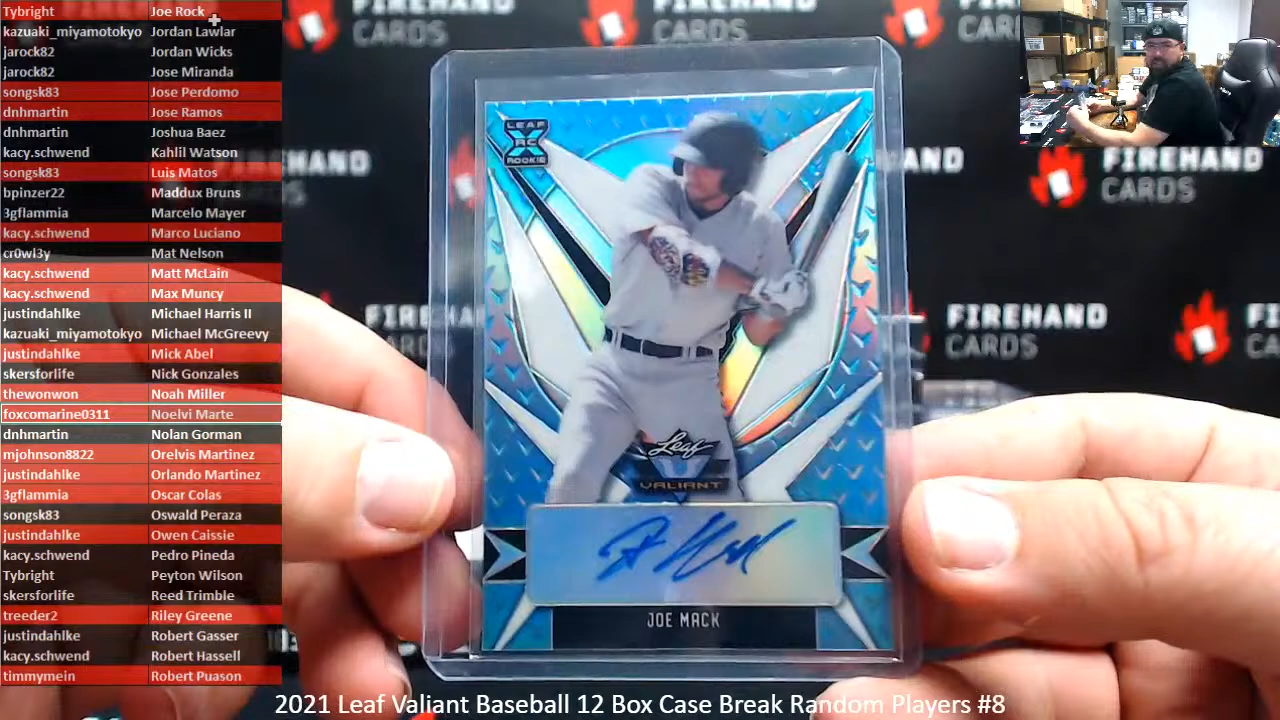 Tybright Joe Rock
kazuaki_miyamotokyo Jordan Lawlar
jarock82 Jordan Wicks
jarock82 Jose Miranda
songsk83 Jose Perdomo
dnhmartin Jose Ramos
dnhmartin Joshua Baez
kacy.schwend Kahlil Watson
songsk83 Luis Matos
bpinzer22 Maddux Bruns
3gflammia Marcelo Mayer
kacy.schwend Marco Luciano
cr0wl3y Mat Nelson
kacy.schwend Matt McLain
kacy.schwend Max Muncy
justindahlke Michael Harris II
kazuaki_miyamotokyo Michael McGreevy
justindahlke Mick Abel
skersforlife Nick Gonzales
thewonwon Noah Miller
foxcomarine0311 Noelvi Marte
dnhmartin Nolan Gorman
mjohnson8822 Orelvis Martinez
justindahlke Orlando Martinez
3gflammia Oscar Colas
songsk83 Oswald Peraza
justindahlke Owen Caissie
kacy.schwend Pedro Pineda
Tybright Peyton Wilson
skersforlife Reed Trimble
treeder2 Riley Greene
justindahlke Robert Gasser
kacy.schwend Robert Hassell
timmymein Robert Puason
FIREHAND
CARDS
FIREHAND
CARDS
FIREHAND
CARDS
FIREHAND
CARDS
LEAF
X
RC
ROOKIE
Leaf
VALIANT
JOE MACK
2021 Leaf Valiant Baseball 12 Box Case Break Random Players #8